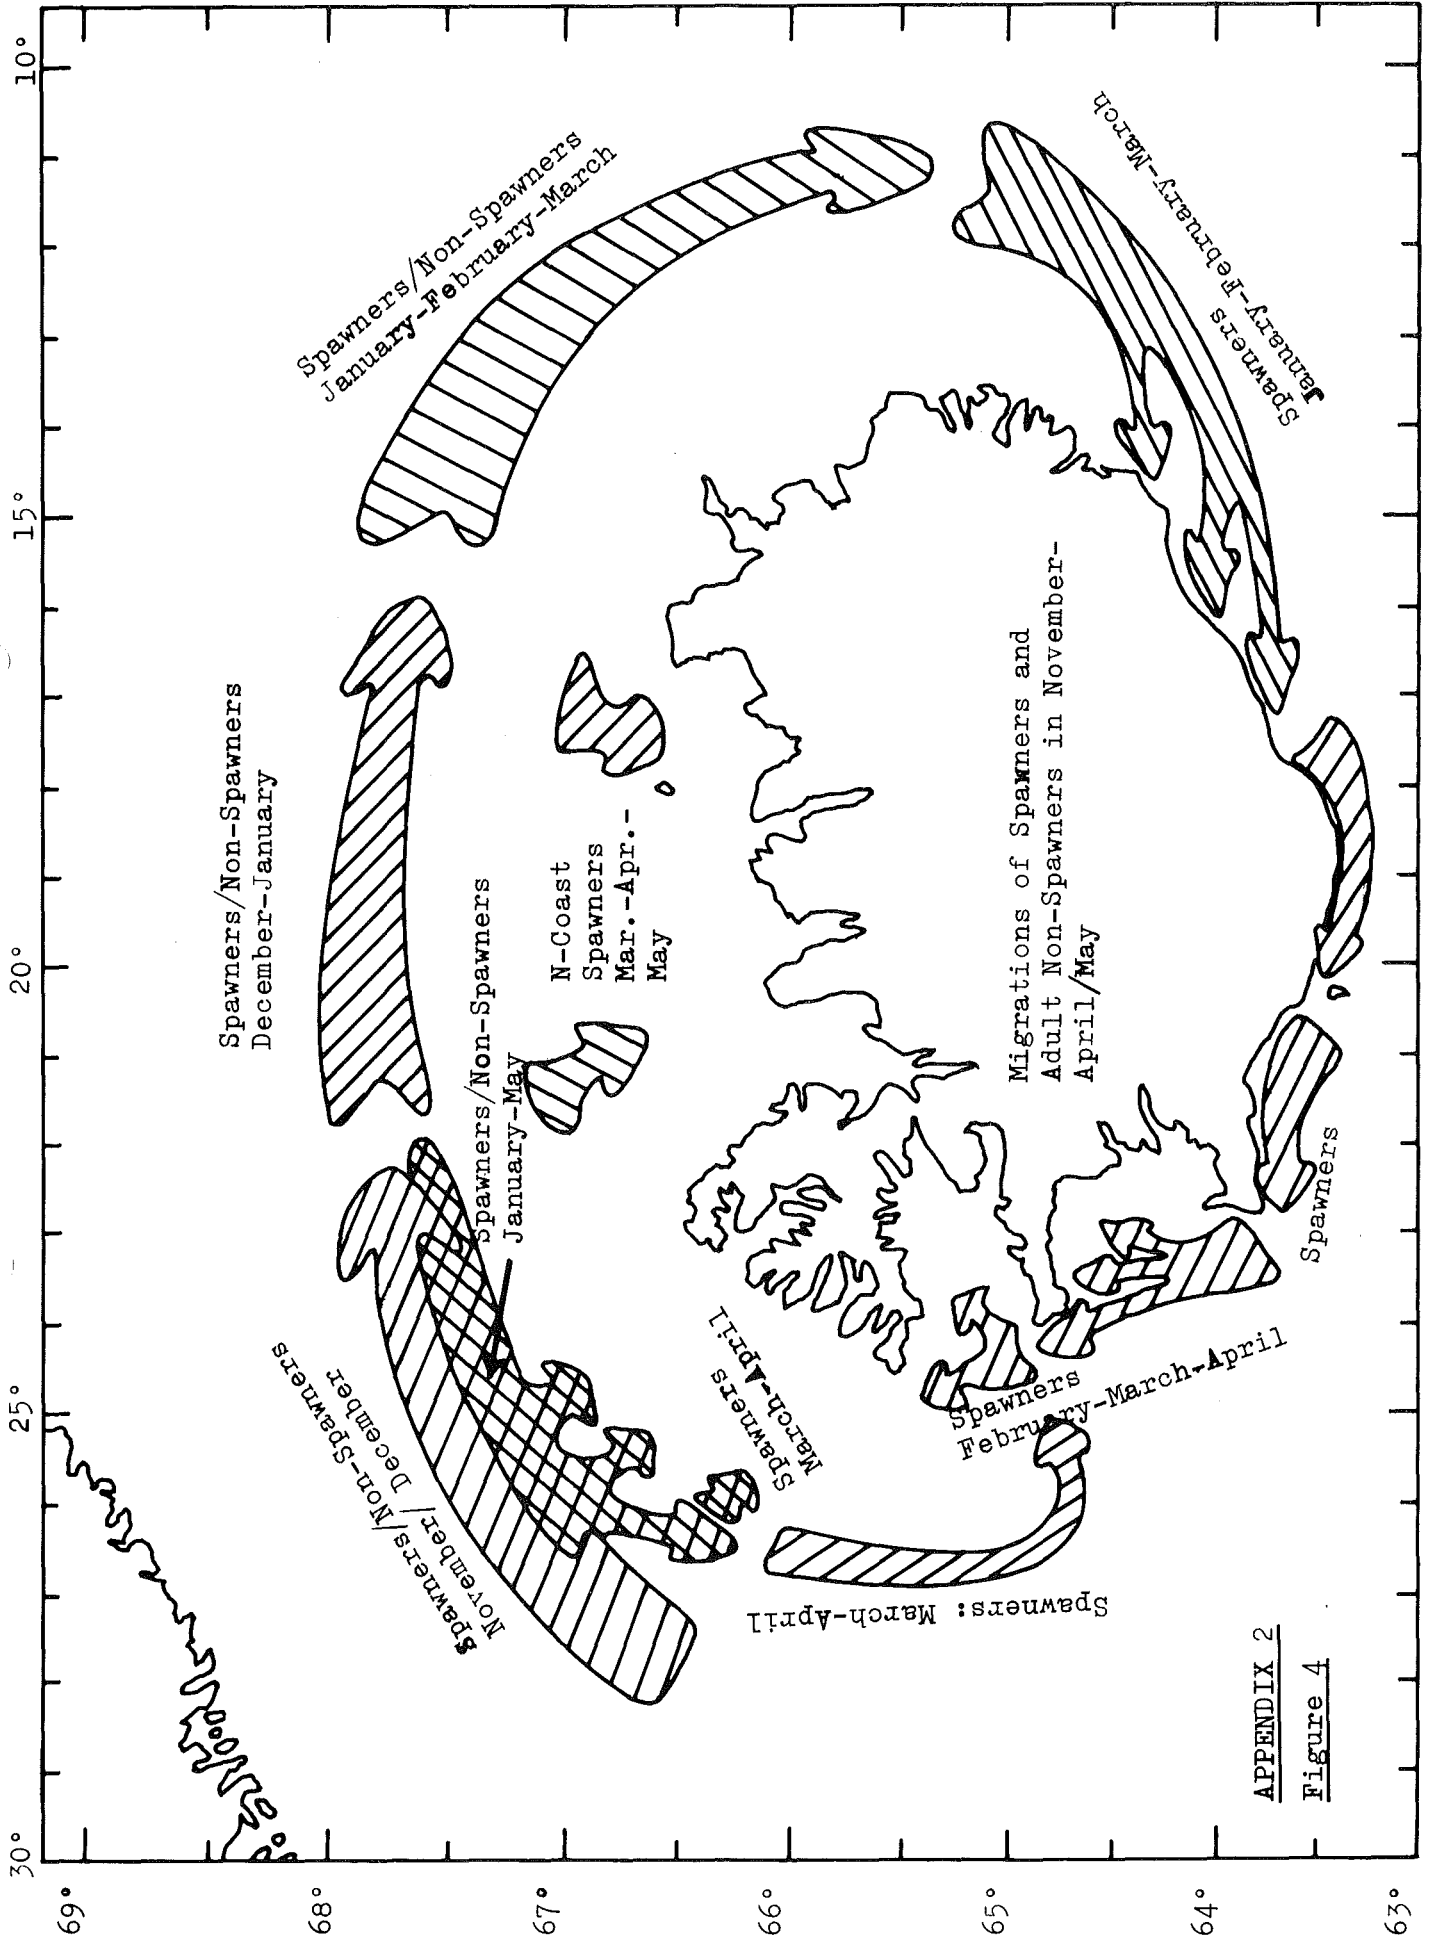 30°
25°
20°
15°
10°
69°
68°
67°
66°
65°
64°
63°
Spawners/Non-Spawners
November/December
Spawners/Non-Spawners
December-January
Spawners/Non-Spawners
January-February-March
Spawners/Non-Spawners
January-May
N-Coast
Spawners
Mar.-Apr.-
May
Spawners
March-April
Spawners: March-April
Migrations of Spawners and
Adult Non-Spawners in November-
April/May
Spawners
February-March-April
Spawners
Spawners
January-February-March
APPENDIX 2
Figure 4